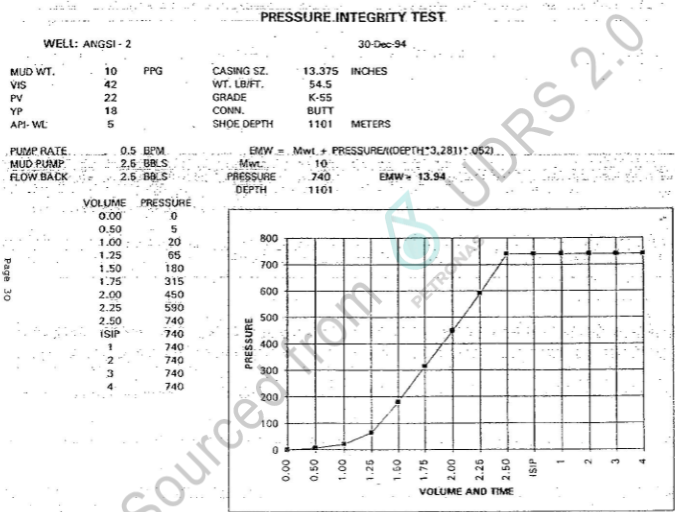 PRESSURE INTEGRITY TEST
WELL: ANGSI - 2 30-Dec-94
MUD WT. 10 PPG CASING SZ. 13.375 INCHES
VIS 42 WT. LB/FT. 54.5
PV 22 GRADE K-55
YP 18 CONN. BUTT
API- WL 5 SHOE DEPTH 1101 METERS
PUMP RATE 0.5 BPM EMW = Mwt. + PRESSURE/((DEPTH*3.281)*.052)
MUD PUMP 2.5 BBLS Mwt. 10
FLOW BACK 2.5 BBLS PRESSURE 740 EMW = 13.94
DEPTH 1101
VOLUME PRESSURE
0.00 0
0.50 5
1.00 20
1.25 65
1.50 180
1.75 315
2.00 450
2.25 590
2.50 740
ISIP 740
1 740
2 740
3 740
4 740
Page 30
PRESSURE
800
700
600
500
400
300
200
100
0
0.00 0.50 1.00 1.25 1.50 1.75 2.00 2.25 2.50 ISIP 1 2 3 4
VOLUME AND TIME
Sourced from PETRONAS UDRS 2.0